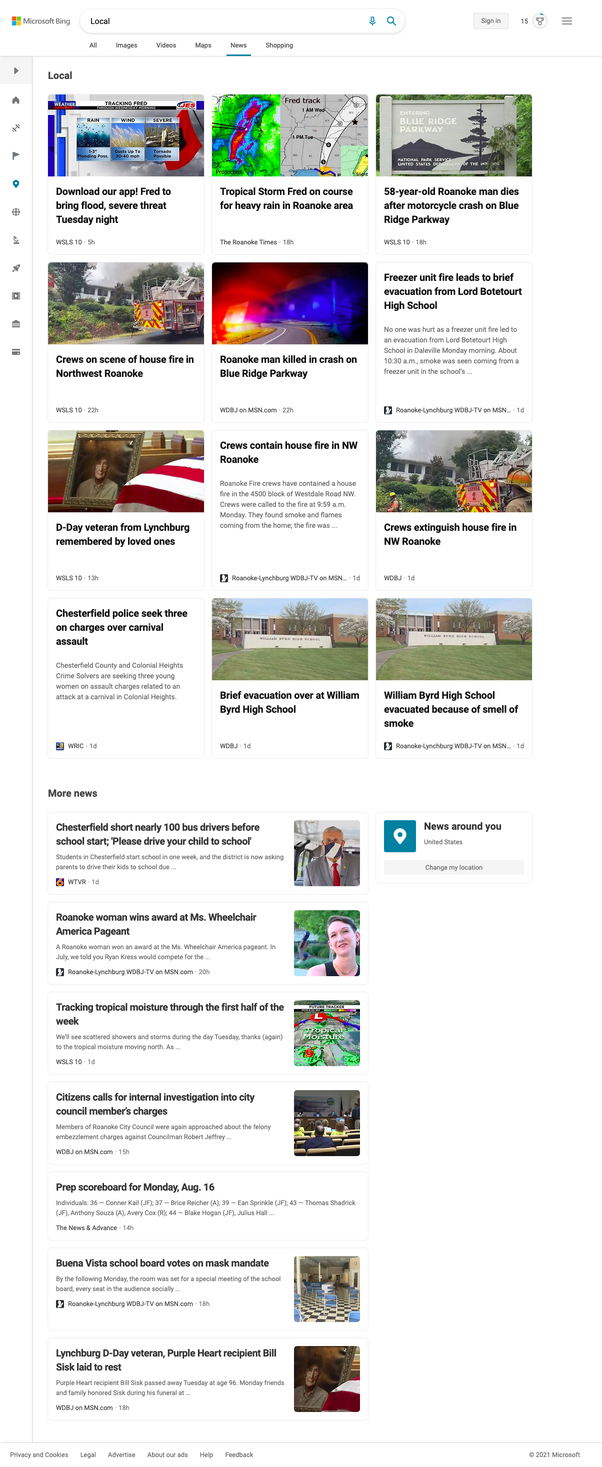 Microsoft Bing
Local
Sign in
15
All
Images
Videos
Maps
News
Shopping
Local
WEATHER
TRACKING FRED
THROUGH WEDNESDAY MORNING
RAIN
WIND
SEVERE
1-3"
Flooding Poss.
Gusts Up To
30-40 mph
Tornado
Possible
Download our app! Fred to
bring flood, severe threat
Tuesday night
WSLS 10 · 5h
Fred track
1 AM Wed
1 PM Tue
Tropical Storm Fred on course
for heavy rain in Roanoke area
The Roanoke Times · 18h
ENTERING
BLUE RIDGE
PARKWAY
NATIONAL PARK SERVICE
58-year-old Roanoke man dies
after motorcycle crash on Blue
Ridge Parkway
WSLS 10 · 18h
Crews on scene of house fire in
Northwest Roanoke
WSLS 10 · 22h
Roanoke man killed in crash on
Blue Ridge Parkway
WDBJ on MSN.com · 22h
Freezer unit fire leads to brief
evacuation from Lord Botetourt
High School
No one was hurt as a freezer unit fire led to
an evacuation from Lord Botetourt High
School in Daleville Monday morning. About
10:30 a.m., smoke was seen coming from a
freezer unit in the school's ...
Roanoke-Lynchburg WDBJ-TV on MSN... · 1d
D-Day veteran from Lynchburg
remembered by loved ones
WSLS 10 · 13h
Crews contain house fire in NW
Roanoke
Roanoke Fire crews have contained a house
fire in the 4500 block of Westdale Road NW.
Crews were called to the fire at 9:59 a.m.
Monday. They found smoke and flames
coming from the home; the fire was ...
Roanoke-Lynchburg WDBJ-TV on MSN... · 1d
Crews extinguish house fire in
NW Roanoke
WDBJ · 1d
Chesterfield police seek three
on charges over carnival
assault
Chesterfield County and Colonial Heights
Crime Solvers are seeking three young
women on assault charges related to an
attack at a carnival in Colonial Heights.
WRIC · 1d
WILLIAM BYRD HIGH SCHOOL
Brief evacuation over at William
Byrd High School
WDBJ · 1d
WILLIAM BYRD HIGH SCHOOL
William Byrd High School
evacuated because of smell of
smoke
Roanoke-Lynchburg WDBJ-TV on MSN... · 1d
More news
Chesterfield short nearly 100 bus drivers before
school start; 'Please drive your child to school'
Students in Chesterfield start school in one week, and the district is now asking
parents to drive their kids to school due ...
WTVR · 1d
News around you
United States
Change my location
Roanoke woman wins award at Ms. Wheelchair
America Pageant
A Roanoke woman won an award at the Ms. Wheelchair America pageant. In
July, we told you Ryan Kress would compete for the ...
Roanoke-Lynchburg WDBJ-TV on MSN.com · 20h
Tracking tropical moisture through the first half of the
week
We'll see scattered showers and storms during the day Tuesday, thanks (again)
to the tropical moisture moving north. As ...
WSLS 10 · 1d
FUTURE TRACKER
Tropical
Moisture
Citizens calls for internal investigation into city
council member's charges
Members of Roanoke City Council were again approached about the felony
embezzlement charges against Councilman Robert Jeffrey ...
WDBJ on MSN.com · 15h
Prep scoreboard for Monday, Aug. 16
Individuals: 36 — Conner Kail (JF); 37 — Brice Reicher (A); 39 — Ean Sprinkle (JF); 43 — Thomas Shadrick
(JF), Anthony Souza (A), Avery Cox (R); 44 — Blake Hogan (JF), Julius Hall ...
The News & Advance · 14h
Buena Vista school board votes on mask mandate
By the following Monday, the room was set for a special meeting of the school
board, every seat in the audience socially ...
Roanoke-Lynchburg WDBJ-TV on MSN.com · 18h
Lynchburg D-Day veteran, Purple Heart recipient Bill
Sisk laid to rest
Purple Heart recipient Bill Sisk passed away Tuesday at age 96. Monday friends
and family honored Sisk during his funeral at ...
WDBJ on MSN.com · 18h
Privacy and Cookies
Legal
Advertise
About our ads
Help
Feedback
© 2021 Microsoft